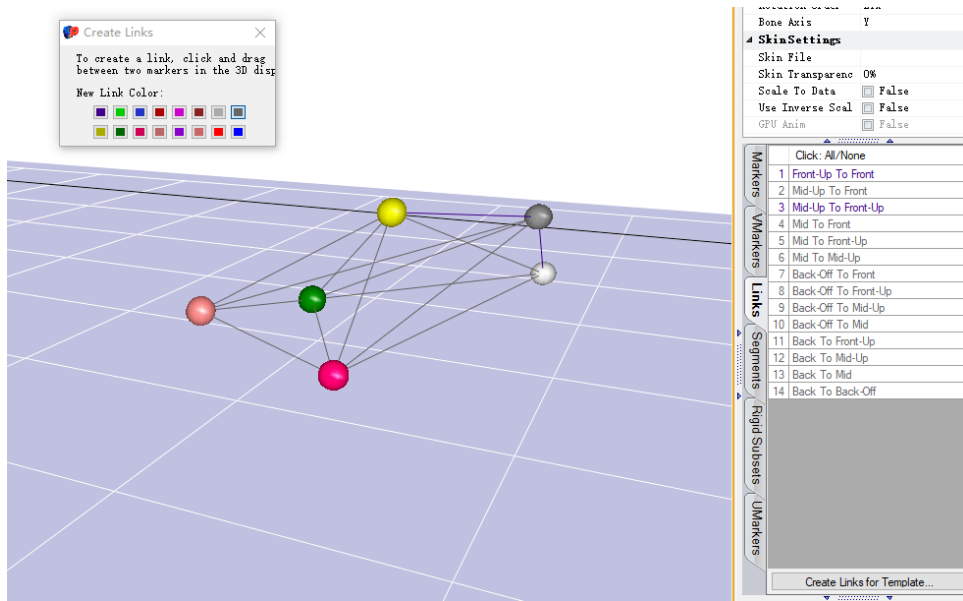 Create Links
To create a link, click and drag
between two markers in the 3D disp
New Link Color:
Bone Axis Y
SkinSettings
Skin File
Skin Transparenc 0%
Scale To Data False
Use Inverse Scal False
GPU Anim False
Markers
VMarkers
Links
Segments
Rigid Subsets
UMarkers
Click: All/None
1 Front-Up To Front
2 Mid-Up To Front
3 Mid-Up To Front-Up
4 Mid To Front
5 Mid To Front-Up
6 Mid To Mid-Up
7 Back-Off To Front
8 Back-Off To Front-Up
9 Back-Off To Mid-Up
10 Back-Off To Mid
11 Back To Front-Up
12 Back To Mid-Up
13 Back To Mid
14 Back To Back-Off
Create Links for Template...